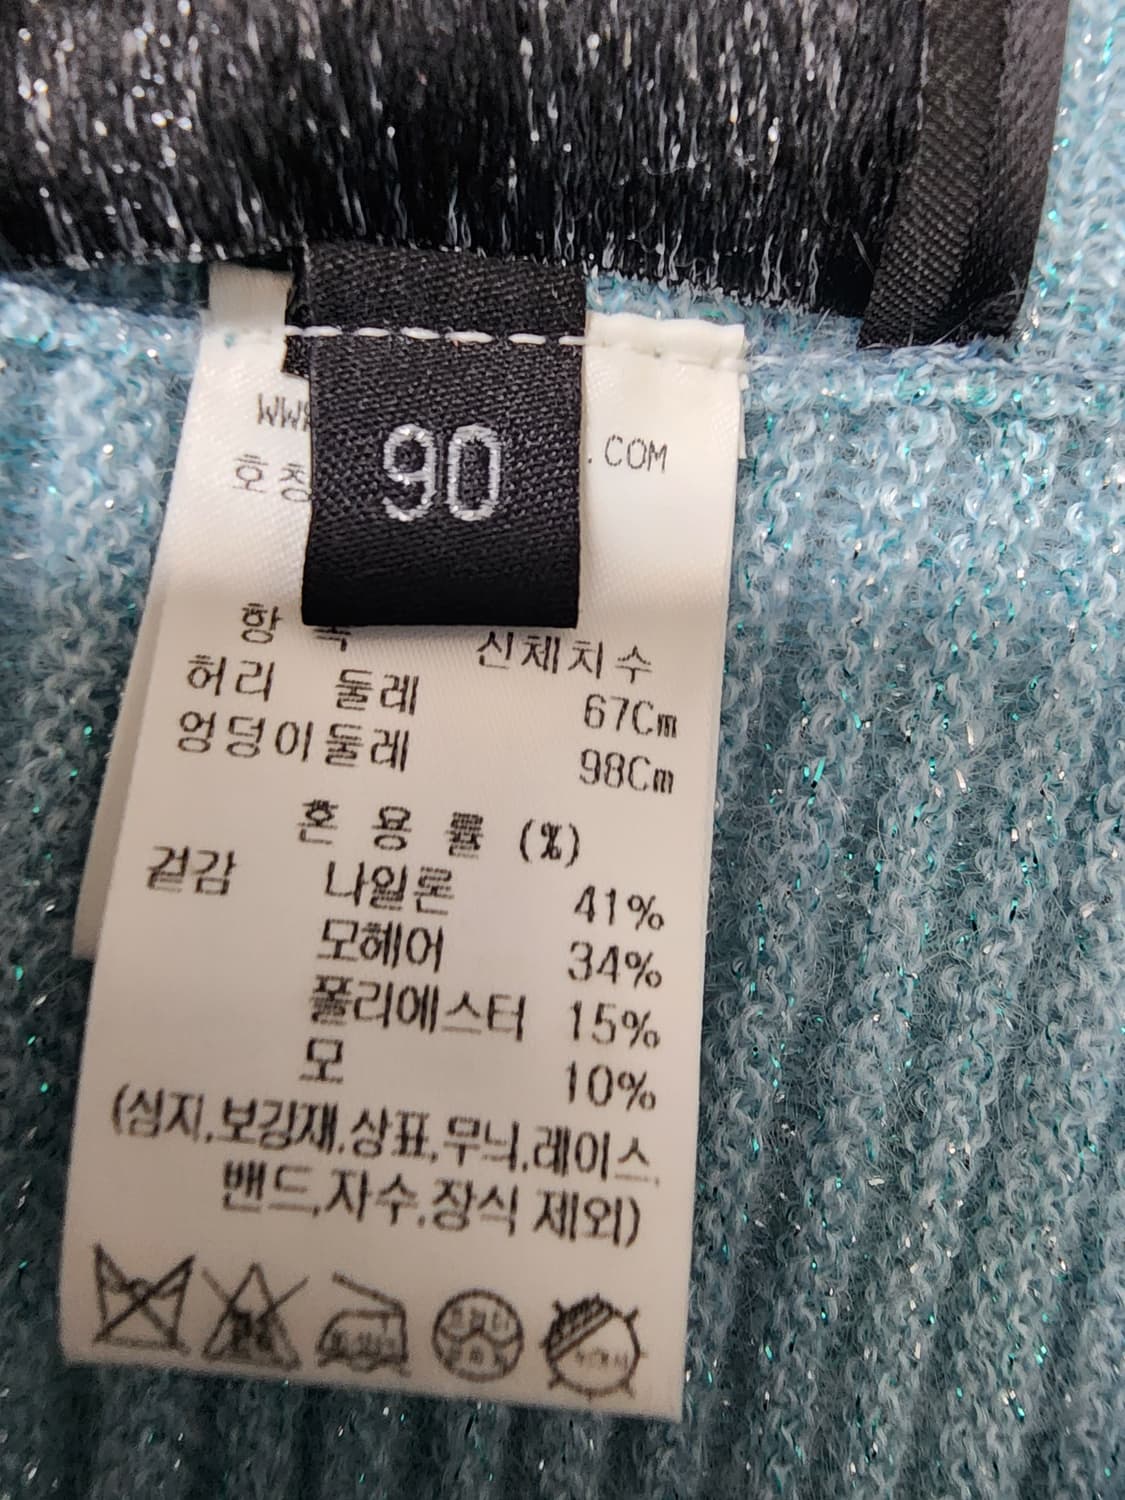 90
.COM
신체치수
허리 둘레 67Cm
엉덩이둘레 98Cm
혼 용 률 (%)
겉감 나일론 41%
모헤어 34%
폴리에스터 15%
모 10%
(심지,보강재,상표,무늬,레이스,
밴드,자수,장식 제외)